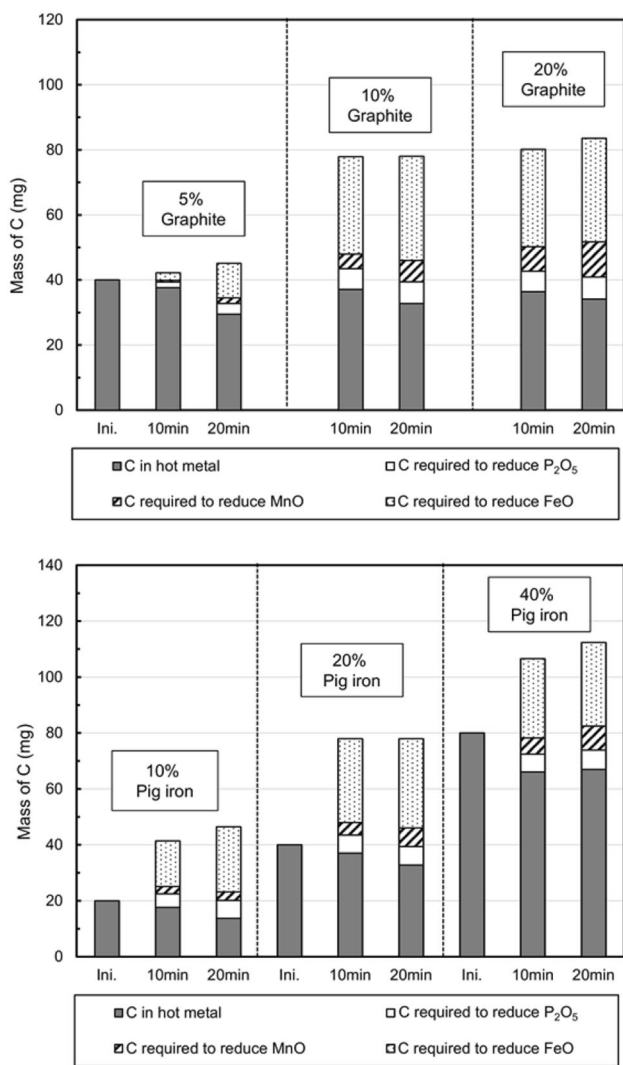 120
100
80
60
40
20
0
Mass of C (mg)
5%
Graphite
10%
Graphite
20%
Graphite
Ini. 10min 20min 10min 20min 10min 20min
C in hot metal C required to reduce P₂O₅
C required to reduce MnO C required to reduce FeO
140
120
100
80
60
40
20
0
Mass of C (mg)
10%
Pig iron
20%
Pig iron
40%
Pig iron
Ini. 10min 20min Ini. 10min 20min Ini. 10min 20min
C in hot metal C required to reduce P₂O₅
C required to reduce MnO C required to reduce FeO